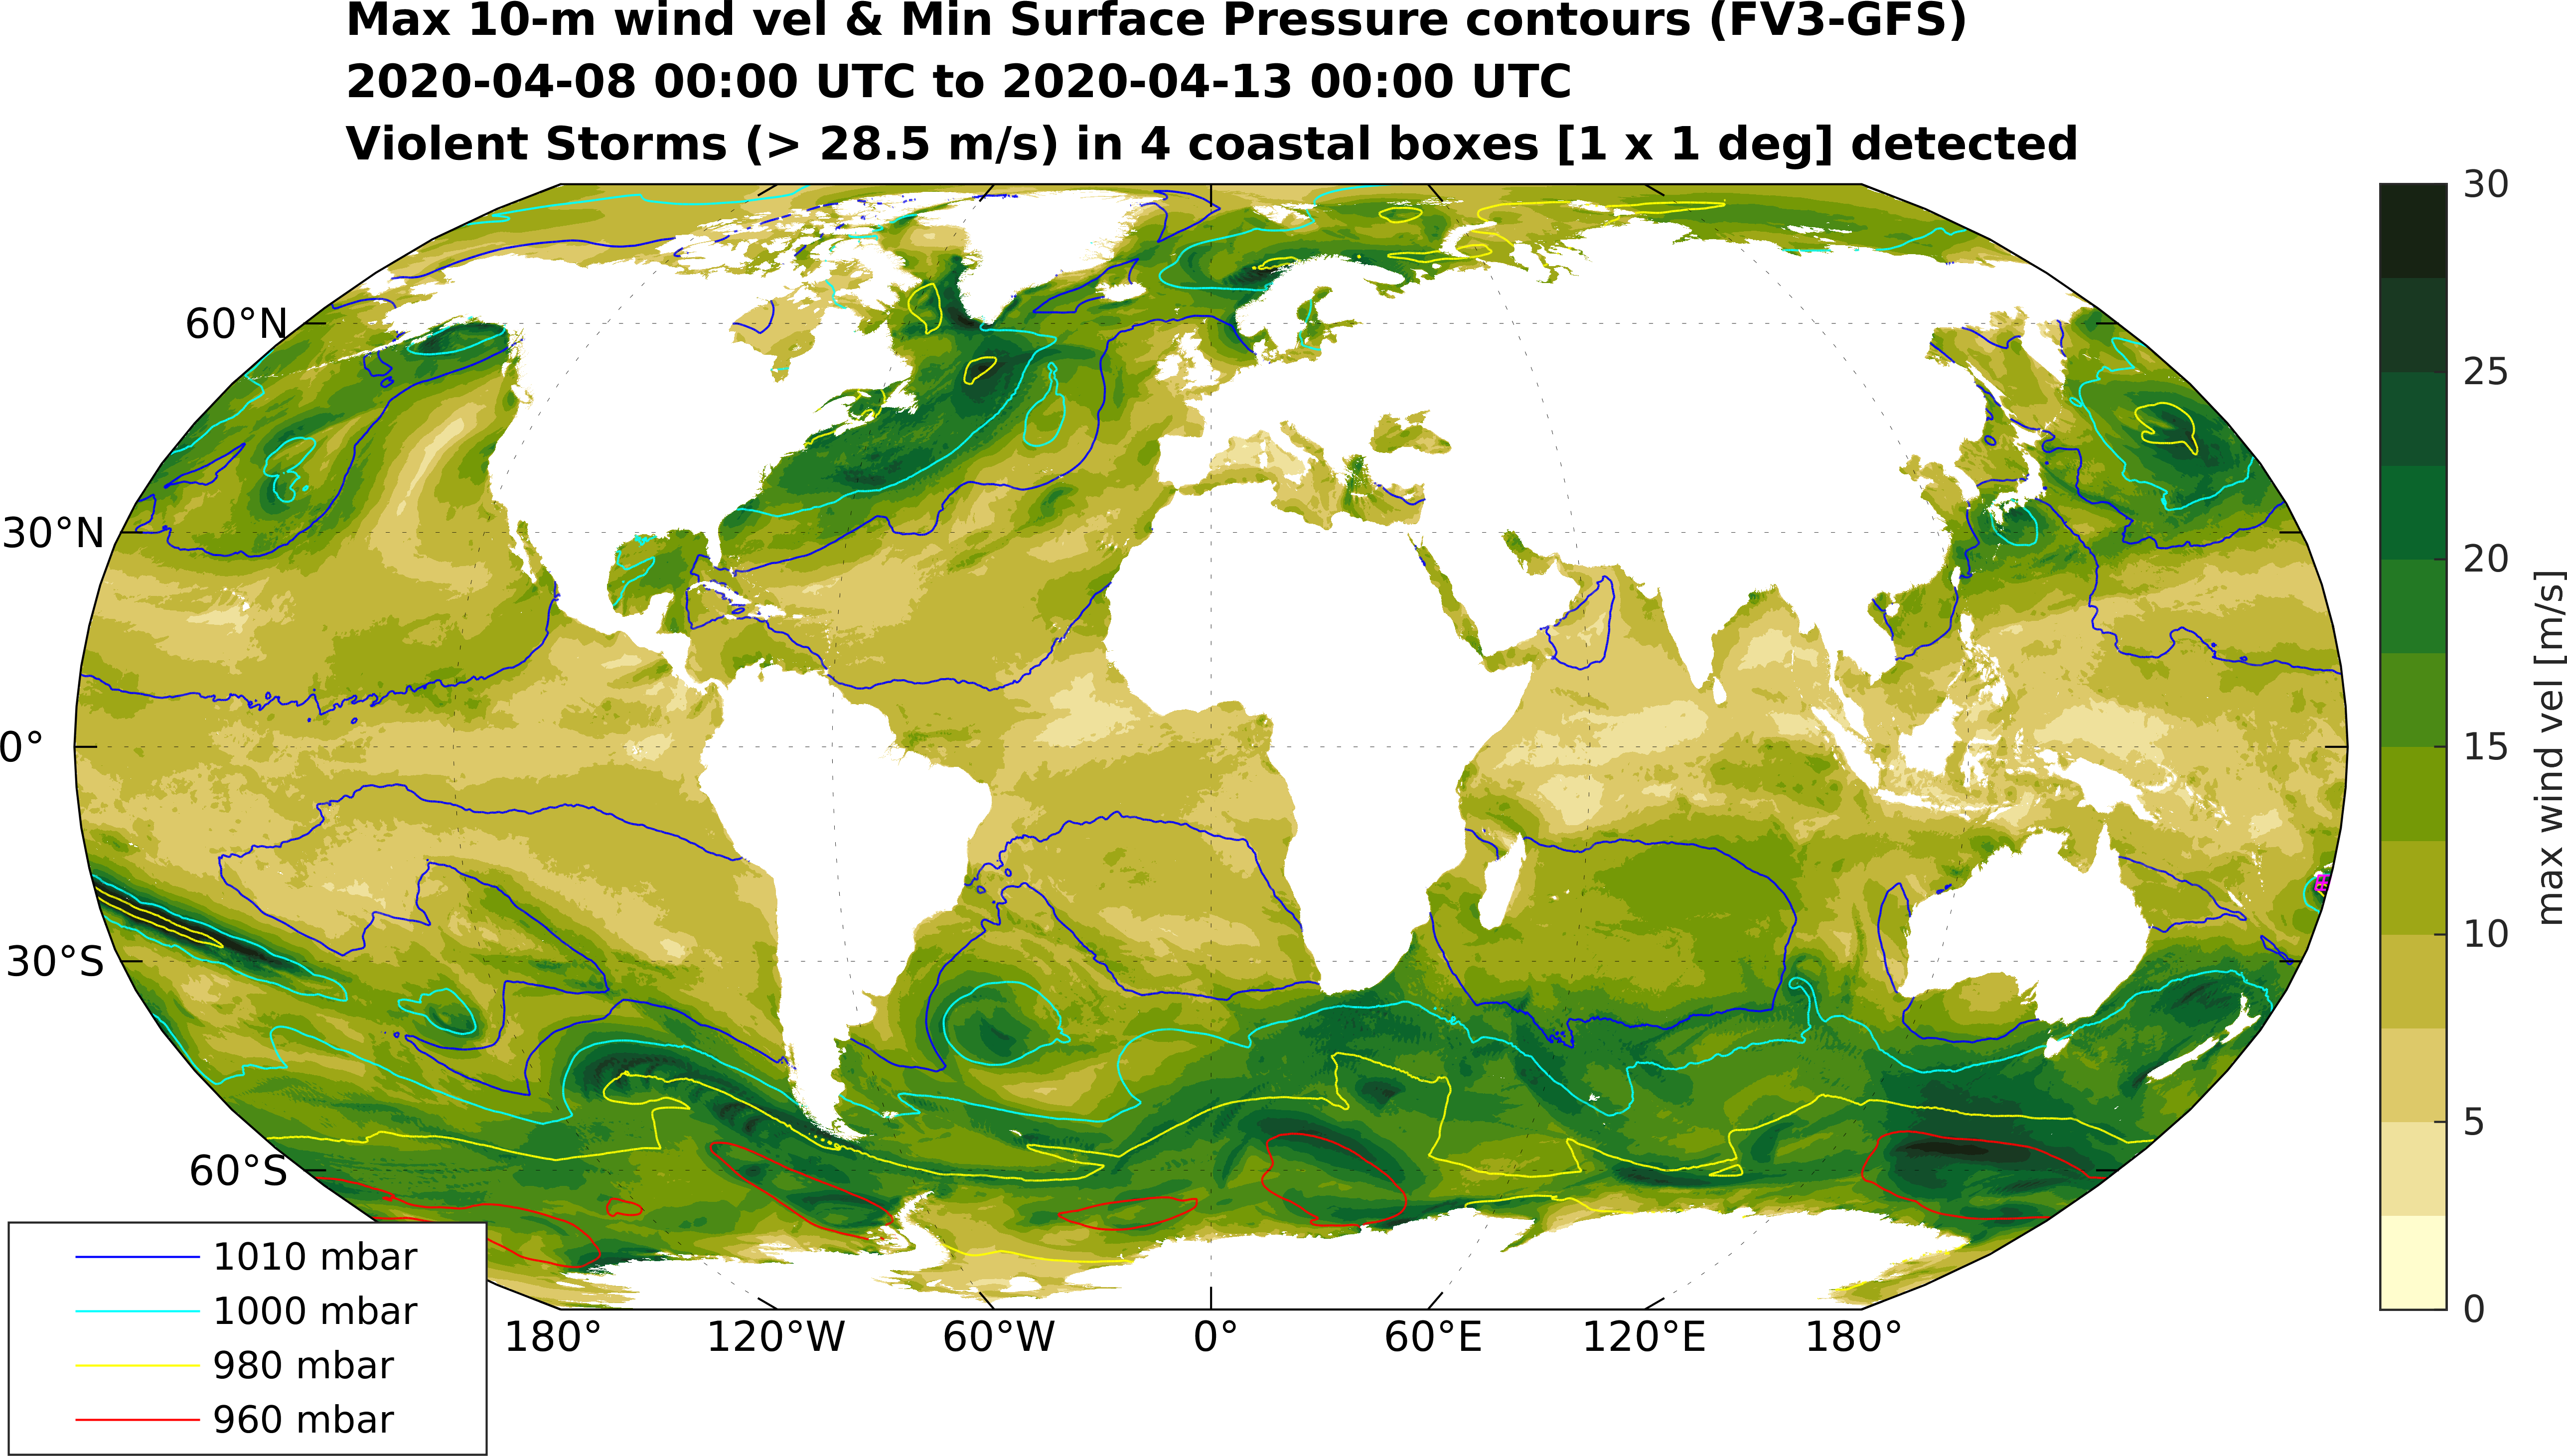 Max 10-m wind vel & Min Surface Pressure contours (FV3-GFS)
2020-04-08 00:00 UTC to 2020-04-13 00:00 UTC
Violent Storms (> 28.5 m/s) in 4 coastal boxes [1 x 1 deg] detected
60°N
30°N
0°
30°S
60°S
180°
120°W
60°W
0°
60°E
120°E
180°
1010 mbar
1000 mbar
980 mbar
960 mbar
30
25
20
15
10
5
0
max wind vel [m/s]